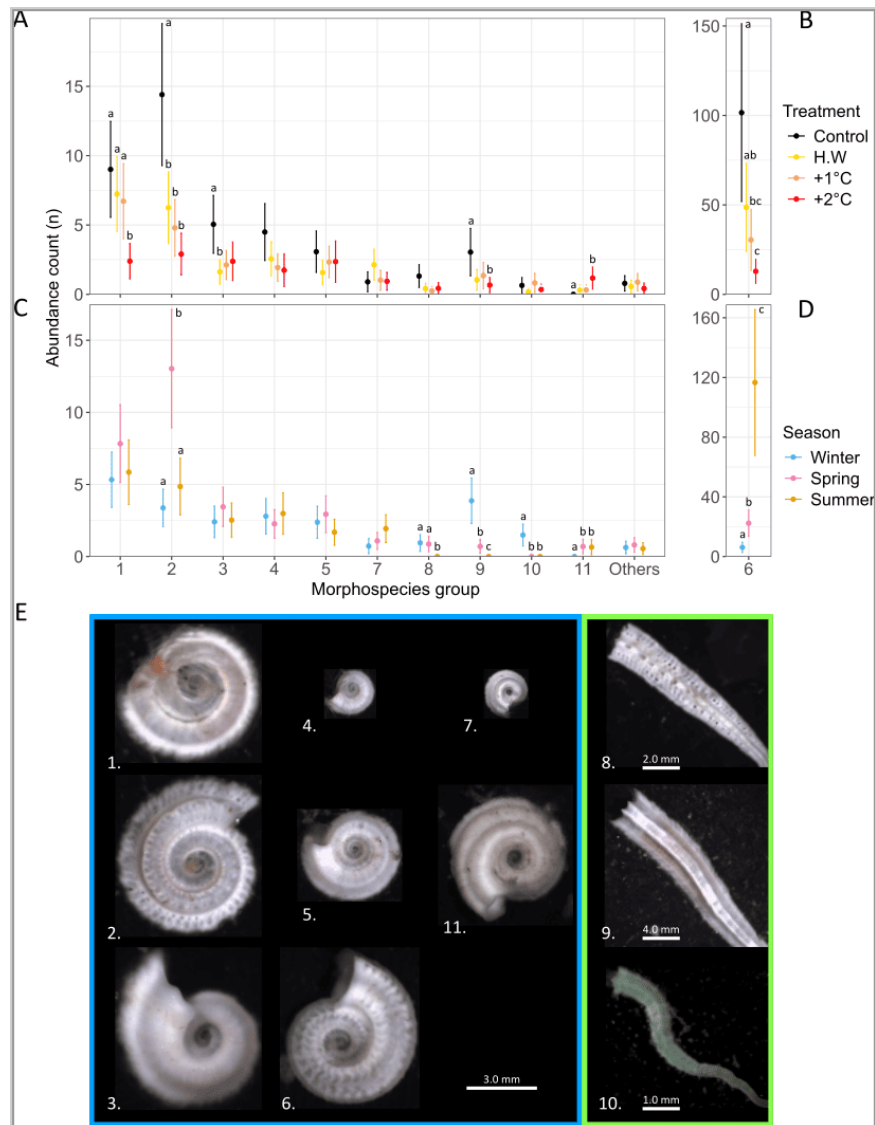 A
B
15
10
5
0
a
a
a
a
b
b
b
b
a
b
a
b
a
b
150
100
50
0
a
ab
bc
c
Treatment
Control
H.W
+1°C
+2°C
Abundance count (n)
C
D
15
10
5
0
b
a
a
a
a
b
a
b
c
a
b
b
a
b
b
160
120
80
40
0
a
b
c
Season
Winter
Spring
Summer
1
2
3
4
5
7
8
9
10
11
Others
6
Morphospecies group
E
1.
4.
7.
8.
2.0 mm
2.
5.
11.
9.
4.0 mm
3.
6.
3.0 mm
10.
1.0 mm